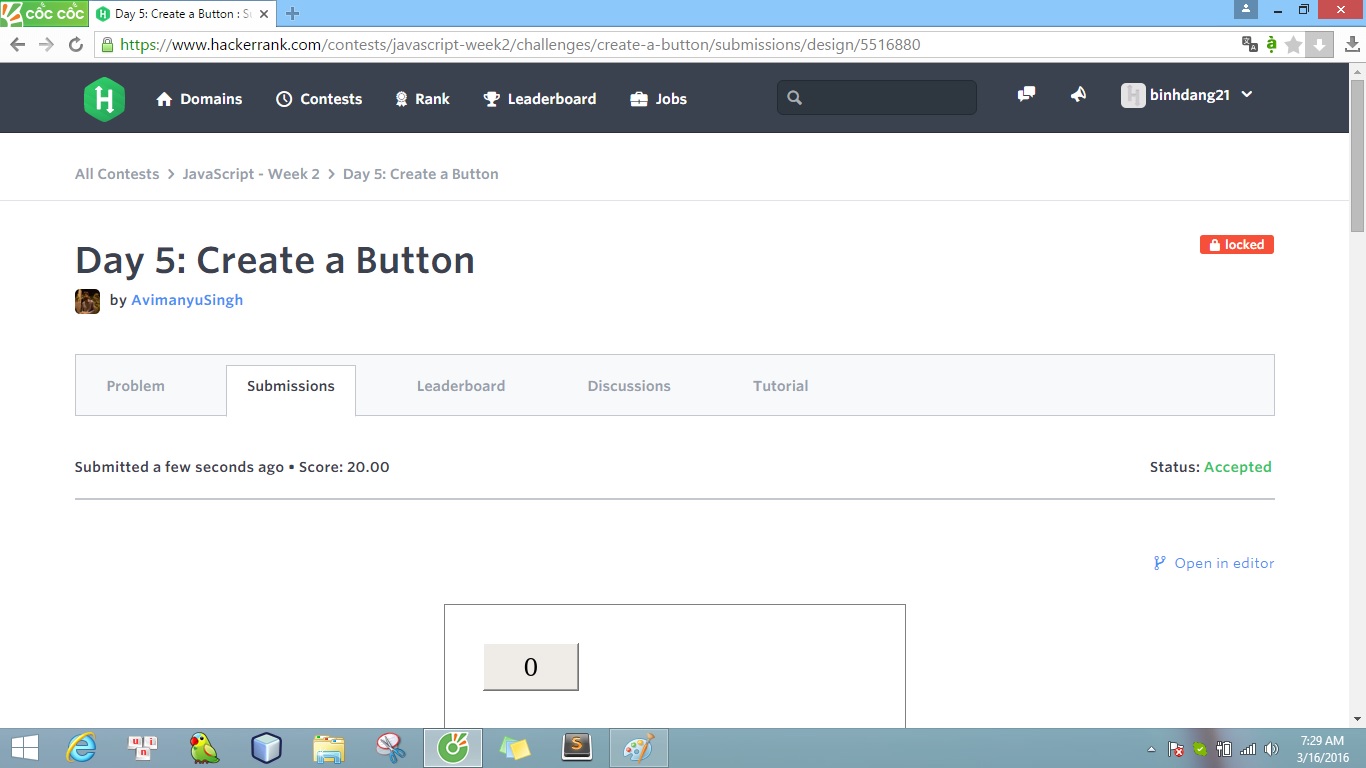 CỐC CỐC
Day 5: Create a Button : S
https://www.hackerrank.com/contests/javascript-week2/challenges/create-a-button/submissions/design/5516880
Domains Contests Rank Leaderboard Jobs binhdang21
All Contests > JavaScript - Week 2 > Day 5: Create a Button
Day 5: Create a Button
locked
by AvimanyuSingh
Problem Submissions Leaderboard Discussions Tutorial
Submitted a few seconds ago • Score: 20.00 Status: Accepted
Open in editor
0
7:29 AM
3/16/2016